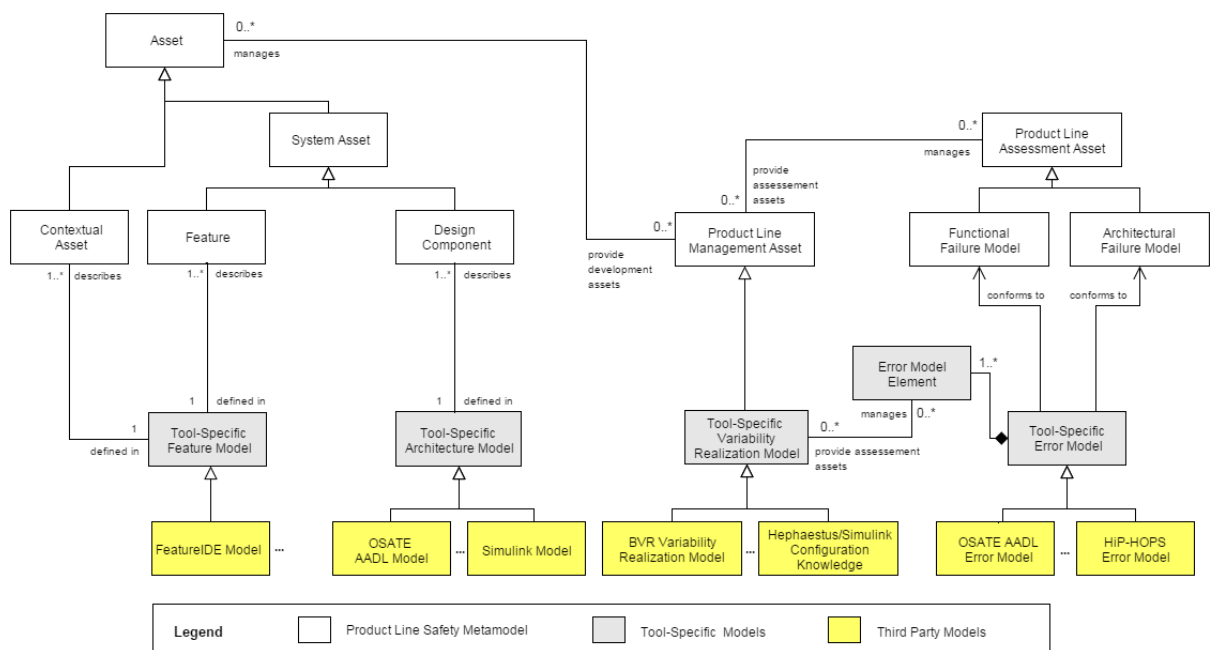 Asset
0..*
manages
System Asset
0..*
Product Line
Assessment Asset
0..*
manages
provide
assessement
assets
0..*
Contextual
Asset
Feature
Design
Component
0..*
Product Line
Management Asset
Functional
Failure Model
Architectural
Failure Model
provide
development
assets
1..* describes
1..* describes
1..* describes
conforms to
conforms to
Error Model
Element
1..*
1 defined in
1 defined in
manages 0..*
1
defined in
Tool-Specific
Feature Model
Tool-Specific
Architecture Model
Tool-Specific
Variability
Realization Model
0..*
provide assessement
assets
Tool-Specific
Error Model
FeatureIDE Model
...
OSATE
AADL Model
...
Simulink Model
BVR Variability
Realization Model
...
Hephaestus/Simulink
Configuration
Knowledge
OSATE AADL
Error Model
...
HiP-HOPS
Error Model
Legend
Product Line Safety Metamodel
Tool-Specific Models
Third Party Models